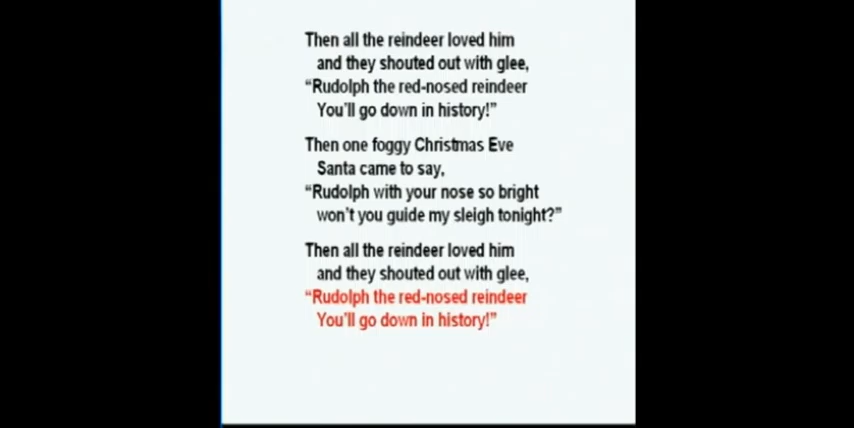 Then all the reindeer loved him
and they shouted out with glee,
“Rudolph the red-nosed reindeer
You’ll go down in history!”
Then one foggy Christmas Eve
Santa came to say,
“Rudolph with your nose so bright
won’t you guide my sleigh tonight?”
Then all the reindeer loved him
and they shouted out with glee,
“Rudolph the red-nosed reindeer
You’ll go down in history!”